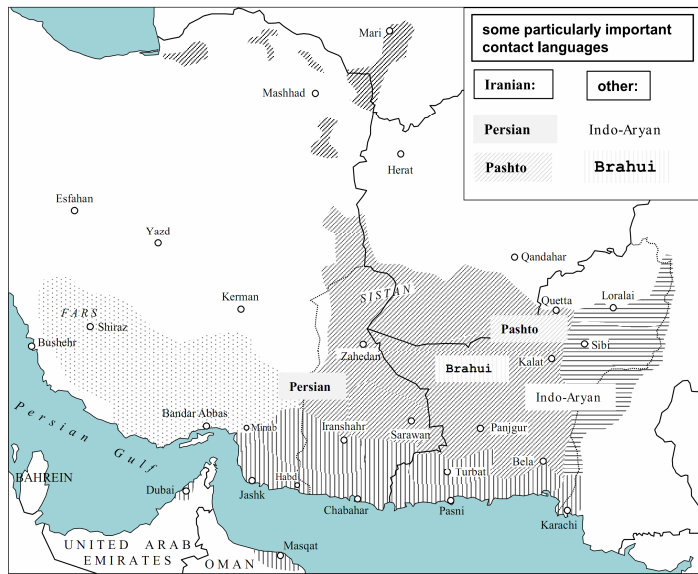 some particularly important
contact languages
Iranian:
other:
Persian
Indo-Aryan
Pashto
Brahui
Mari
Mashhad
Herat
Esfahan
Yazd
Qandahar
Kerman
SISTAN
Quetta
Loralai
FARS
Shiraz
Bushehr
Pashto
Sibi
Zahedan
Brahui
Kalat
Persian
Indo-Aryan
Bandar Abbas
Minab
Iranshahr
Sarawan
Panjgur
Persian Gulf
Bela
Turbat
BAHREIN
Dubai
Jashk
Habd
Chabahar
Pasni
Karachi
UNITED ARAB
EMIRATES
OMAN
Masqat